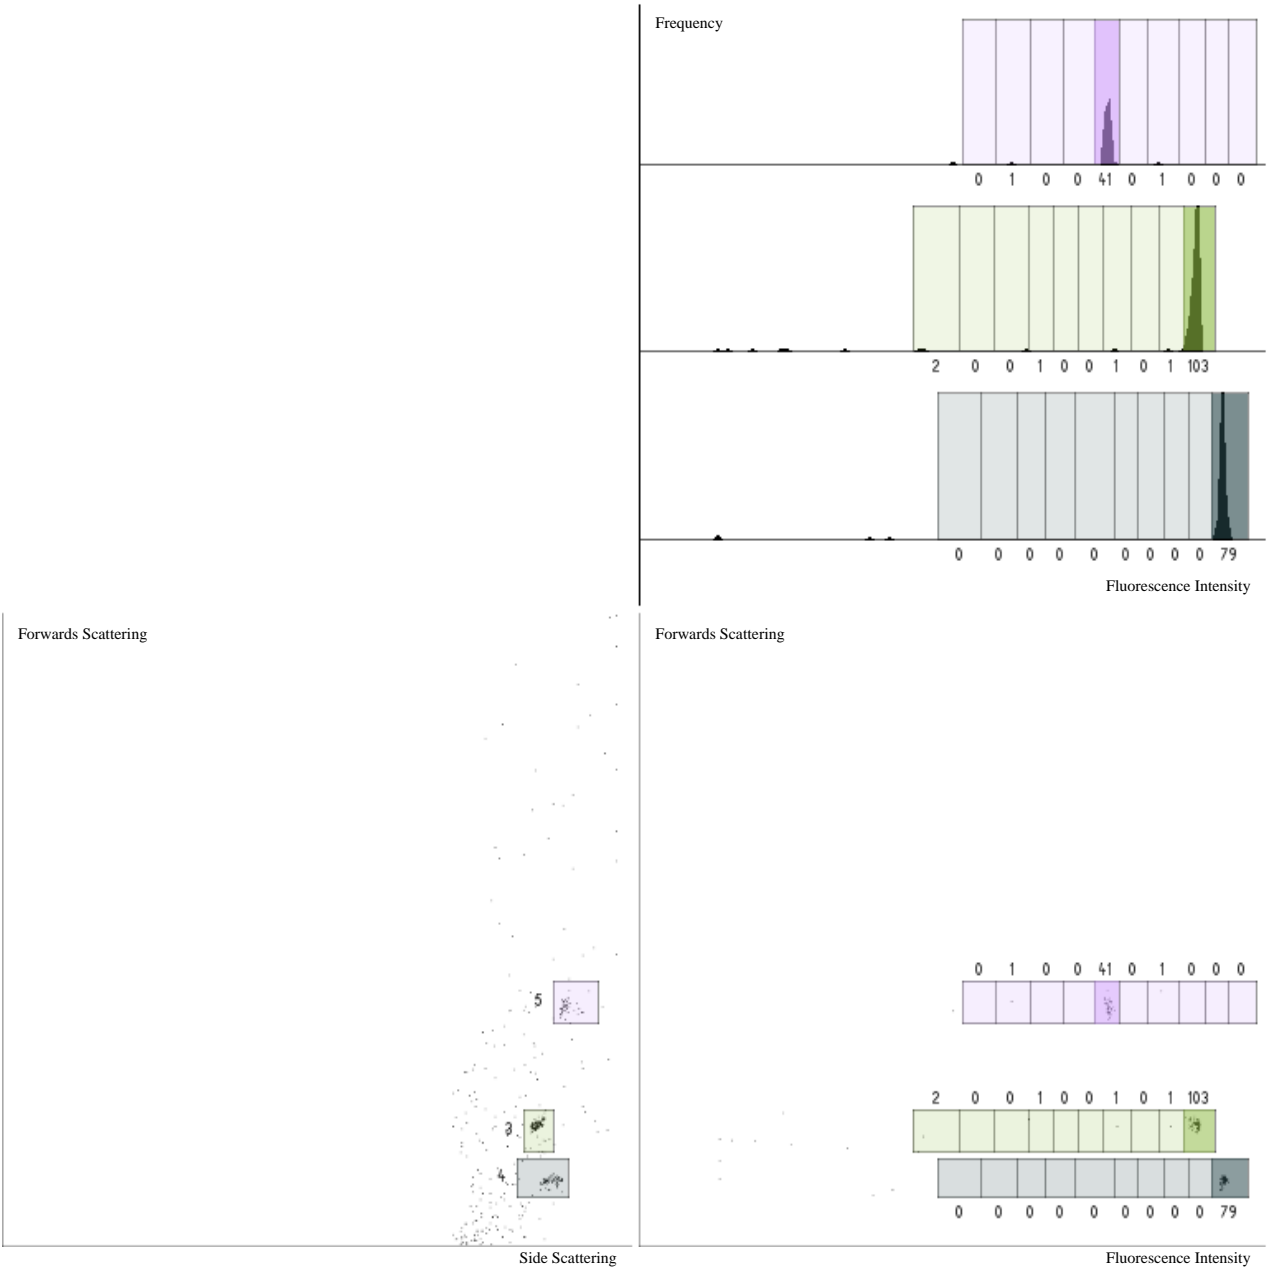 Frequency
0 1 0 0 41 0 1 0 0 0
2 0 0 1 0 0 1 0 1 103
0 0 0 0 0 0 0 0 0 79
Fluorescence Intensity
Forwards Scattering
Forwards Scattering
0 1 0 0 41 0 1 0 0 0
5
2 0 0 1 0 0 1 0 1 103
3
4
0 0 0 0 0 0 0 0 0 79
Side Scattering
Fluorescence Intensity